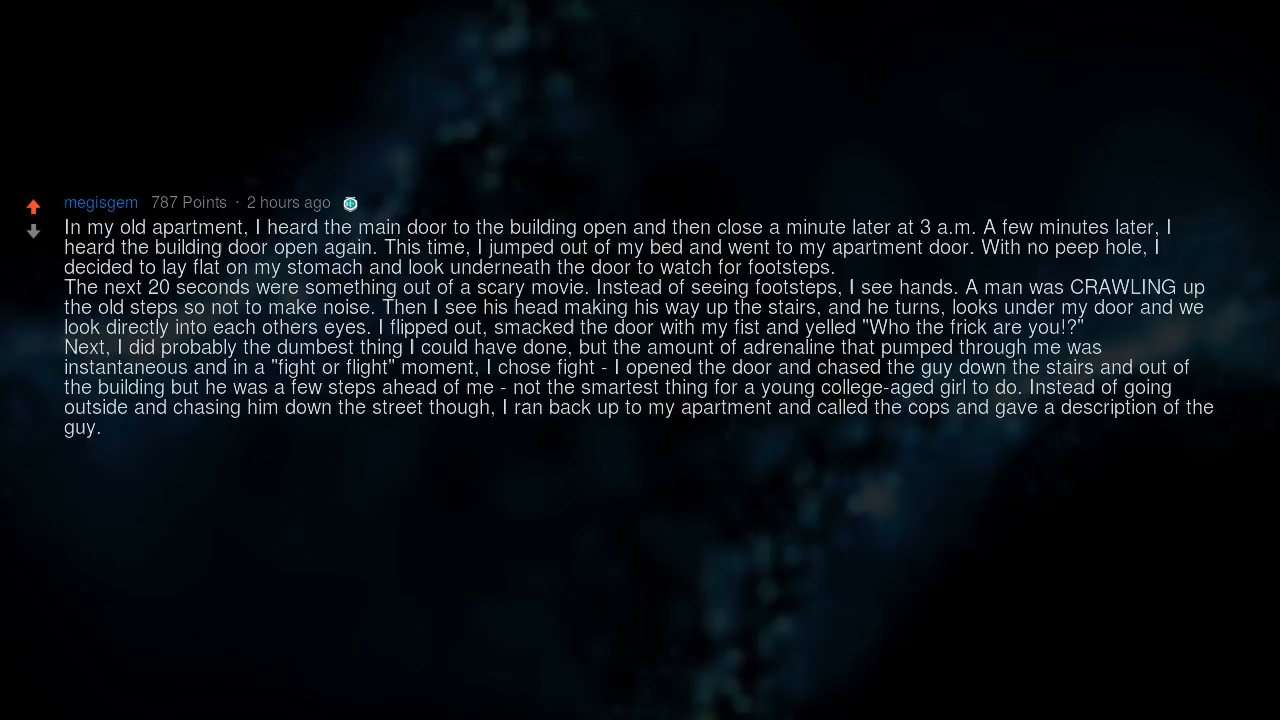 megisgem 787 Points · 2 hours ago
In my old apartment, I heard the main door to the building open and then close a minute later at 3 a.m. A few minutes later, I
heard the building door open again. This time, I jumped out of my bed and went to my apartment door. With no peep hole, I
decided to lay flat on my stomach and look underneath the door to watch for footsteps.
The next 20 seconds were something out of a scary movie. Instead of seeing footsteps, I see hands. A man was CRAWLING up
the old steps so not to make noise. Then I see his head making his way up the stairs, and he turns, looks under my door and we
look directly into each others eyes. I flipped out, smacked the door with my fist and yelled "Who the frick are you!?"
Next, I did probably the dumbest thing I could have done, but the amount of adrenaline that pumped through me was
instantaneous and in a "fight or flight" moment, I chose fight - I opened the door and chased the guy down the stairs and out of
the building but he was a few steps ahead of me - not the smartest thing for a young college-aged girl to do. Instead of going
outside and chasing him down the street though, I ran back up to my apartment and called the cops and gave a description of the
guy.